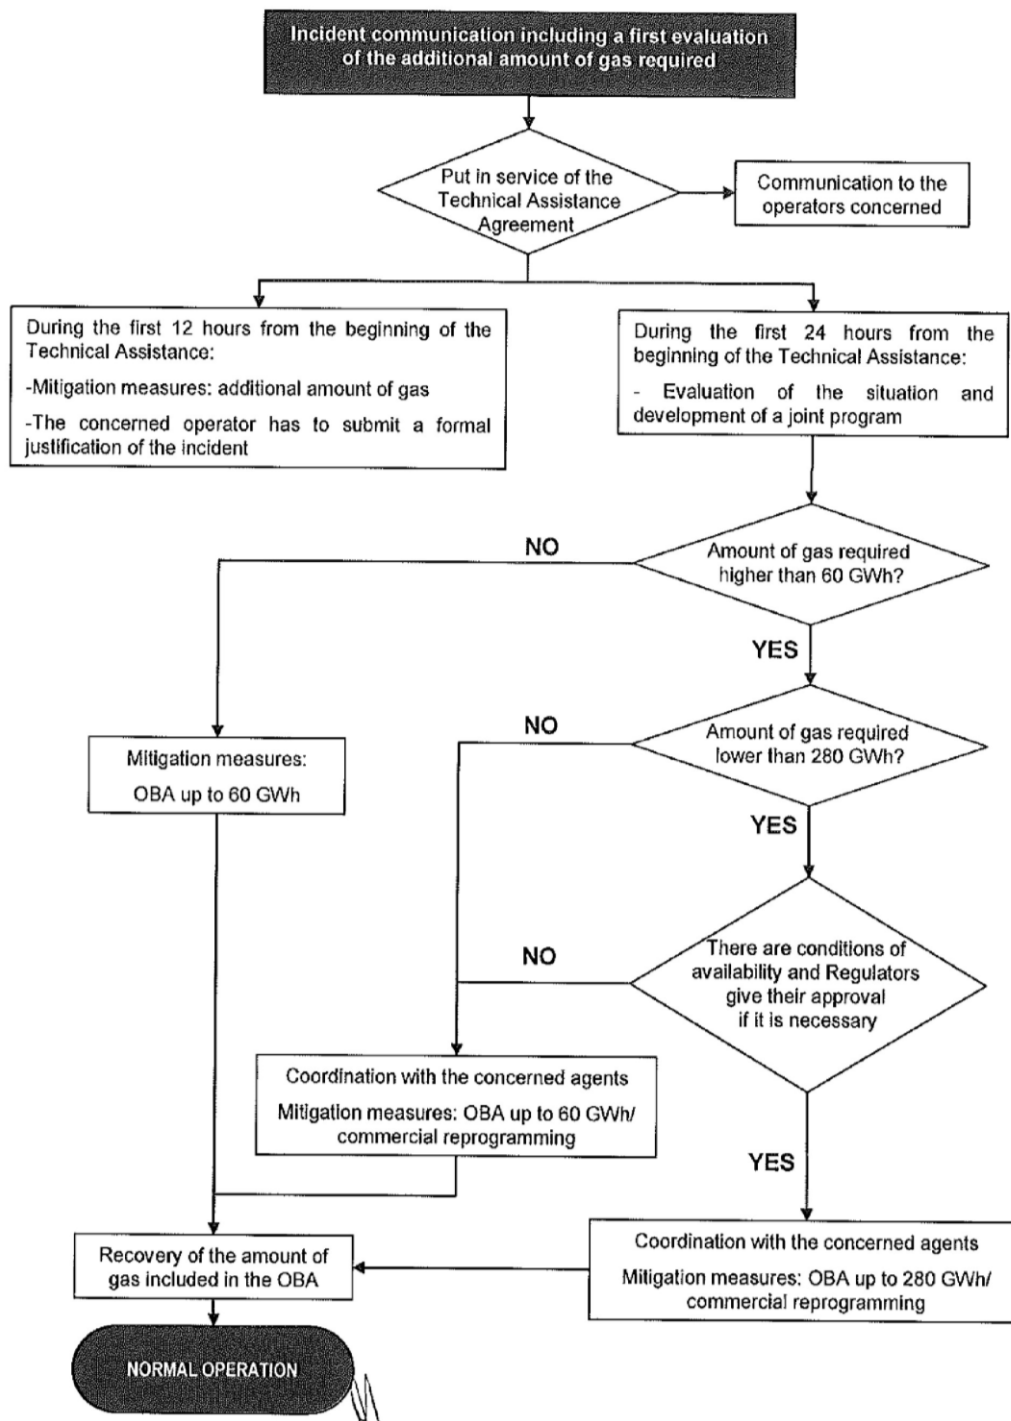 Incident communication including a first evaluation
of the additional amount of gas required
Put in service of the
Technical Assistance
Agreement
Communication to the
operators concerned
During the first 12 hours from the beginning of the
Technical Assistance:
-Mitigation measures: additional amount of gas
-The concerned operator has to submit a formal
justification of the incident
During the first 24 hours from the
beginning of the Technical Assistance:
- Evaluation of the situation and
development of a joint program
NO
Amount of gas required
higher than 60 GWh?
YES
NO
Amount of gas required
lower than 280 GWh?
Mitigation measures:
OBA up to 60 GWh
YES
NO
There are conditions of
availability and Regulators
give their approval
if it is necessary
Coordination with the concerned agents
Mitigation measures: OBA up to 60 GWh/
commercial reprogramming
YES
Recovery of the amount of
gas included in the OBA
Coordination with the concerned agents
Mitigation measures: OBA up to 280 GWh/
commercial reprogramming
NORMAL OPERATION